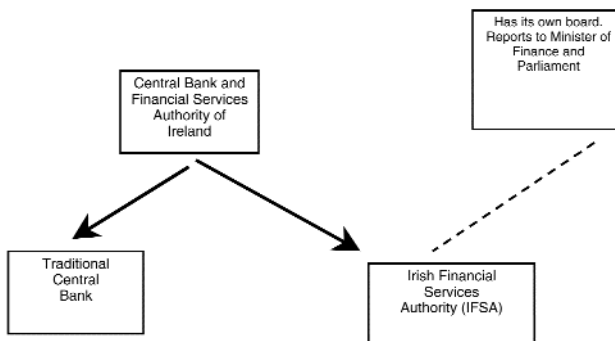 Has its own board.
Reports to Minister of
Finance and
Parliament
Central Bank and
Financial Services
Authority of
Ireland
Traditional
Central
Bank
Irish Financial
Services
Authority (IFSA)